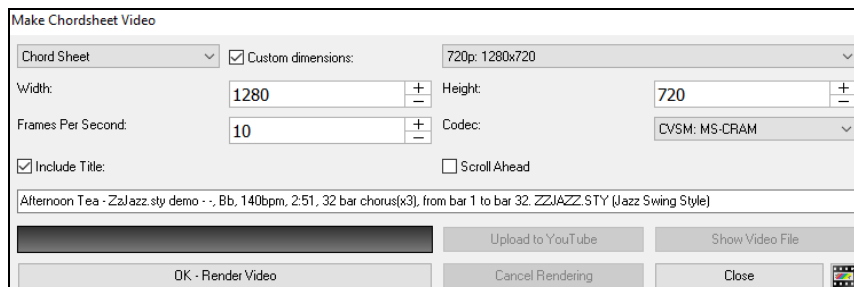 Make Chordsheet Video
Chord Sheet Custom dimensions: 720p: 1280x720
Width: 1280 + - Height: 720 + -
Frames Per Second: 10 + - Codec: CVSM: MS-CRAM
Include Title: Scroll Ahead
Afternoon Tea - ZzJazz.sty demo - -, Bb, 140bpm, 2:51, 32 bar chorus(x3), from bar 1 to bar 32. ZZJAZZ.STY (Jazz Swing Style)
Upload to YouTube Show Video File
OK - Render Video Cancel Rendering Close